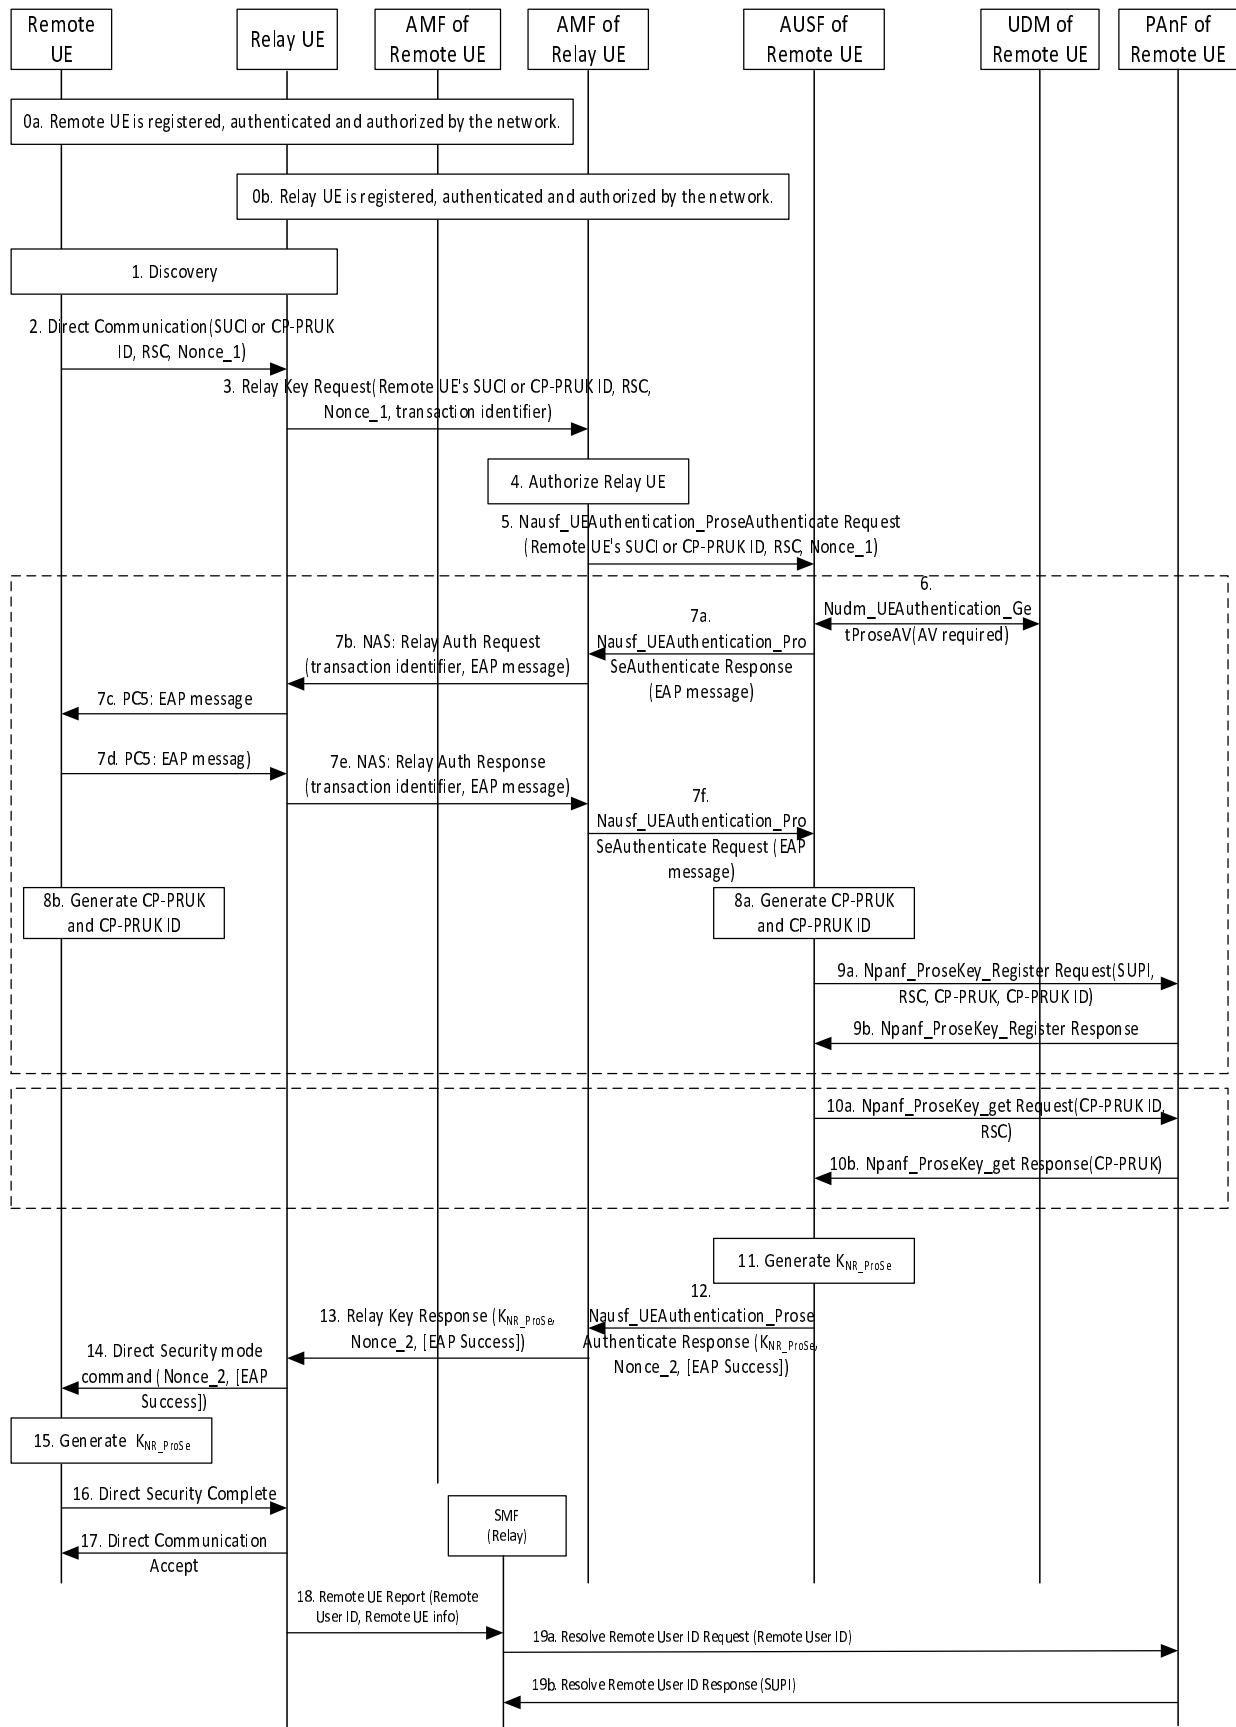 Remote
UE
Relay UE
AMF of
Remote UE
AMF of
Relay UE
AUSF of
Remote UE
UDM of
Remote UE
PAnF of
Remote UE
0a. Remote UE is registered, authenticated and authorized by the network.
0b. Relay UE is registered, authenticated and authorized by the network.
1. Discovery
2. Direct Communication(SUCI or CP-PRUK
ID, RSC, Nonce_1)
3. Relay Key Request(Remote UE's SUCI or CP-PRUK ID, RSC,
Nonce_1, transaction identifier)
4. Authorize Relay UE
5. Nausf_UEAuthentication_ProseAuthenticate Request
(Remote UE's SUCI or CP-PRUK ID, RSC, Nonce_1)
6.
Nudm_UEAuthentication_Ge
tProseAV(AV required)
7a.
Nausf_UEAuthentication_Pro
SeAuthenticate Response
(EAP message)
7b. NAS: Relay Auth Request
(transaction identifier, EAP message)
7c. PC5: EAP message
7d. PC5: EAP messag)
7e. NAS: Relay Auth Response
(transaction identifier, EAP message)
7f.
Nausf_UEAuthentication_Pro
SeAuthenticate Request (EAP
message)
8b. Generate CP-PRUK
and CP-PRUK ID
8a. Generate CP-PRUK
and CP-PRUK ID
9a. Npanf_ProseKey_Register Request(SUPI,
RSC, CP-PRUK, CP-PRUK ID)
9b. Npanf_ProseKey_Register Response
10a. Npanf_ProseKey_get Request(CP-PRUK ID,
RSC)
10b. Npanf_ProseKey_get Response(CP-PRUK)
11. Generate KNR_ProSe
12.
Nausf_UEAuthentication_Prose
Authenticate Response (KNR_ProSe,
Nonce_2, [EAP Success])
13. Relay Key Response (KNR_ProSe,
Nonce_2, [EAP Success])
14. Direct Security mode
command (Nonce_2, [EAP
Success])
15. Generate KNR_ProSe
16. Direct Security Complete
17. Direct Communication
Accept
SMF
(Relay)
18. Remote UE Report (Remote
User ID, Remote UE info)
19a. Resolve Remote User ID Request (Remote User ID)
19b. Resolve Remote User ID Response (SUPI)